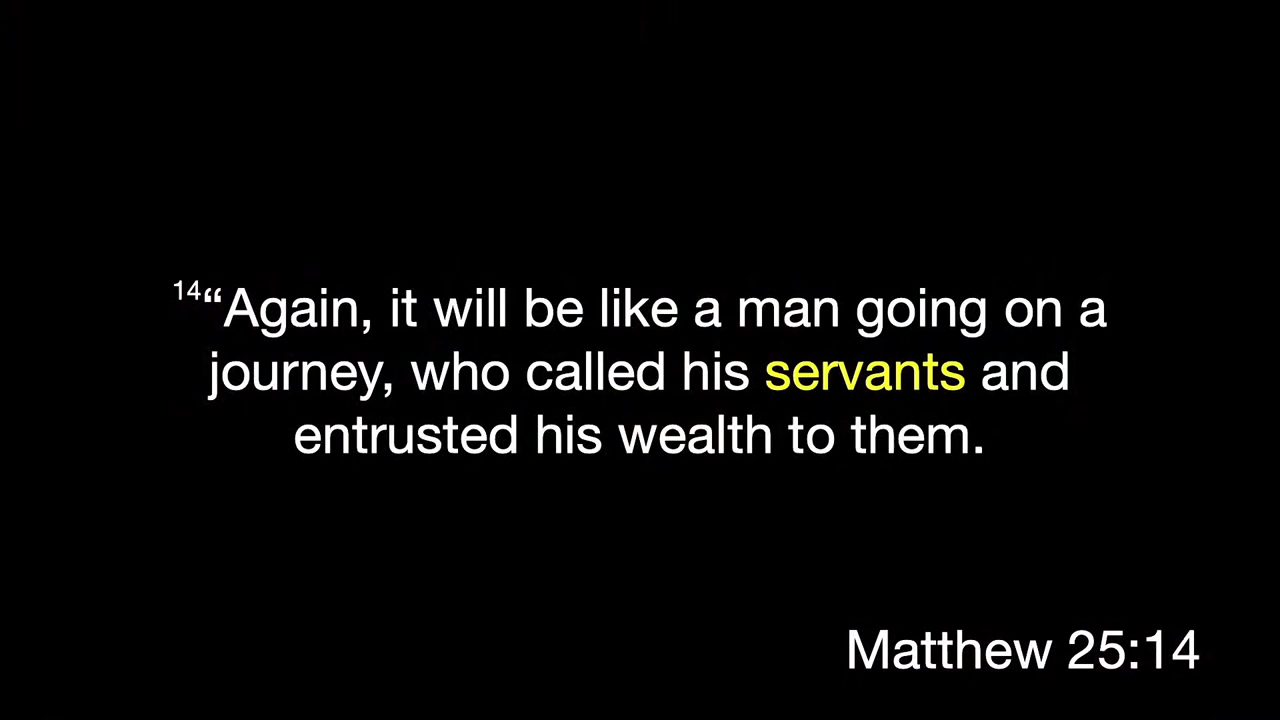 14“Again, it will be like a man going on a
journey, who called his servants and
entrusted his wealth to them.
Matthew 25:14